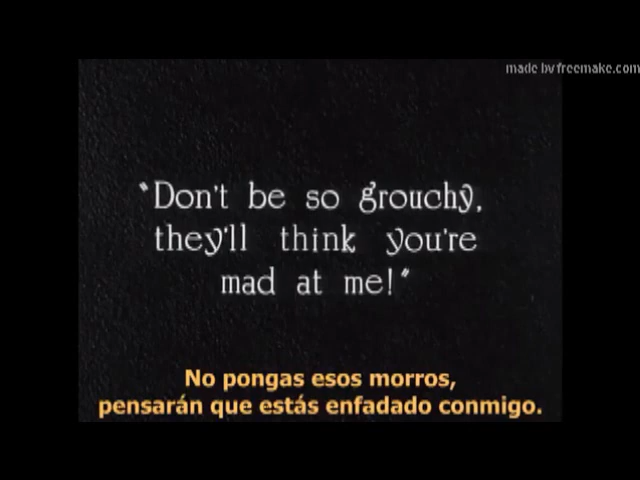 made by freemake.com
"Don't be so grouchy,
they'll think you're
mad at me!"
No pongas esos morros,
pensarán que estás enfadado conmigo.